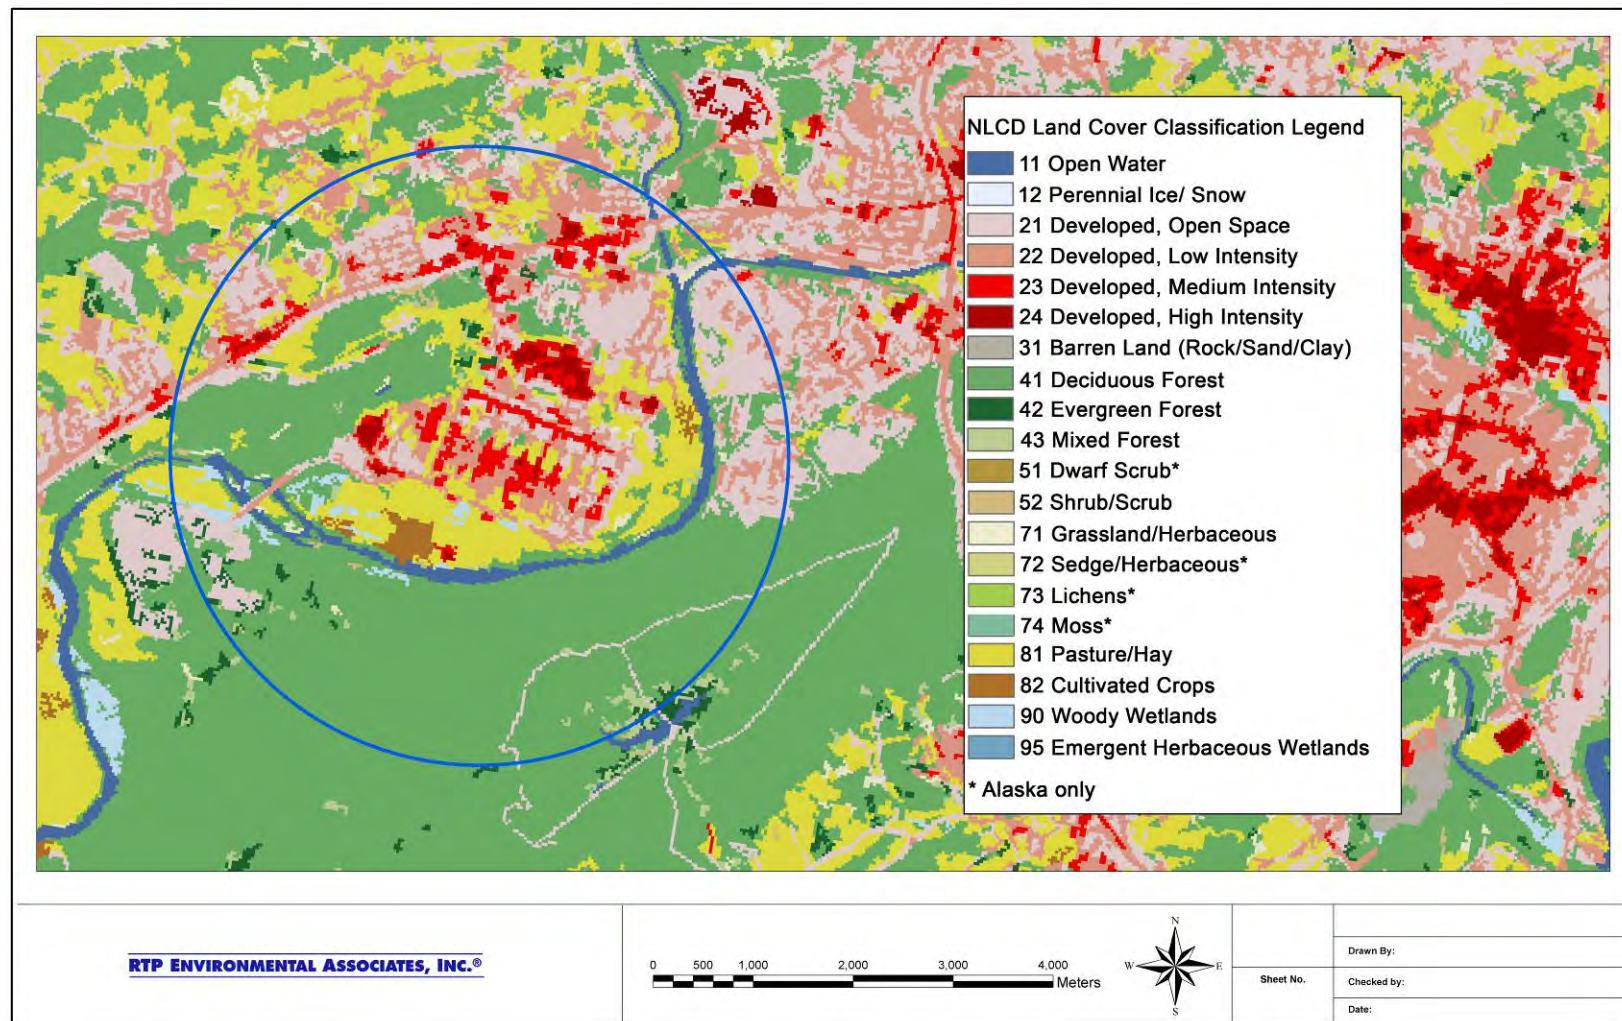 NLCD Land Cover Classification Legend
11 Open Water
12 Perennial Ice/ Snow
21 Developed, Open Space
22 Developed, Low Intensity
23 Developed, Medium Intensity
24 Developed, High Intensity
31 Barren Land (Rock/Sand/Clay)
41 Deciduous Forest
42 Evergreen Forest
43 Mixed Forest
51 Dwarf Scrub*
52 Shrub/Scrub
71 Grassland/Herbaceous
72 Sedge/Herbaceous*
73 Lichens*
74 Moss*
81 Pasture/Hay
82 Cultivated Crops
90 Woody Wetlands
95 Emergent Herbaceous Wetlands
* Alaska only
RTP ENVIRONMENTAL ASSOCIATES, INC.®
0 500 1,000 2,000 3,000 4,000
Meters
N
W E
S
Sheet No.
Drawn By:
Checked by:
Date: